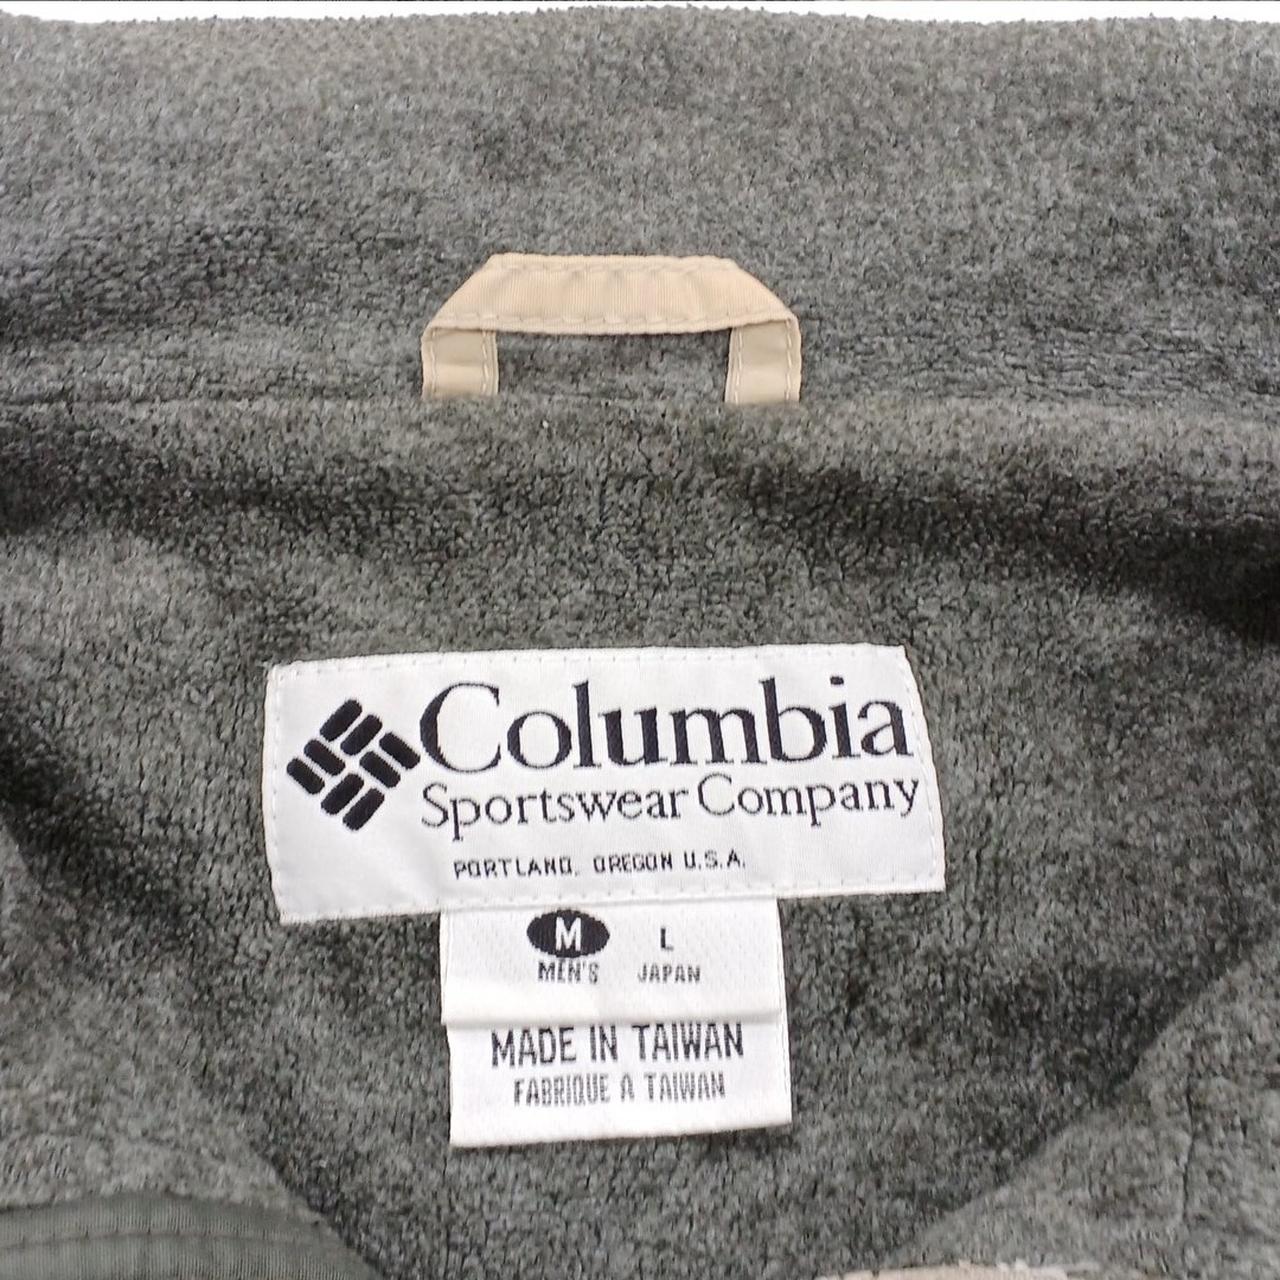 Columbia
Sportswear Company
PORTLAND, OREGON U.S.A.
M L
MEN'S JAPAN
MADE IN TAIWAN
FABRIQUE A TAIWAN